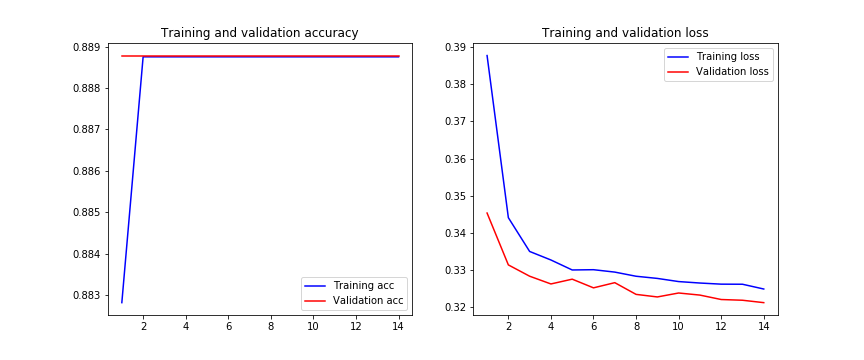 Training and validation accuracy
0.889
0.888
0.887
0.886
0.885
0.884
0.883
2 4 6 8 10 12 14
Training acc
Validation acc
Training and validation loss
0.39
0.38
0.37
0.36
0.35
0.34
0.33
0.32
2 4 6 8 10 12 14
Training loss
Validation loss